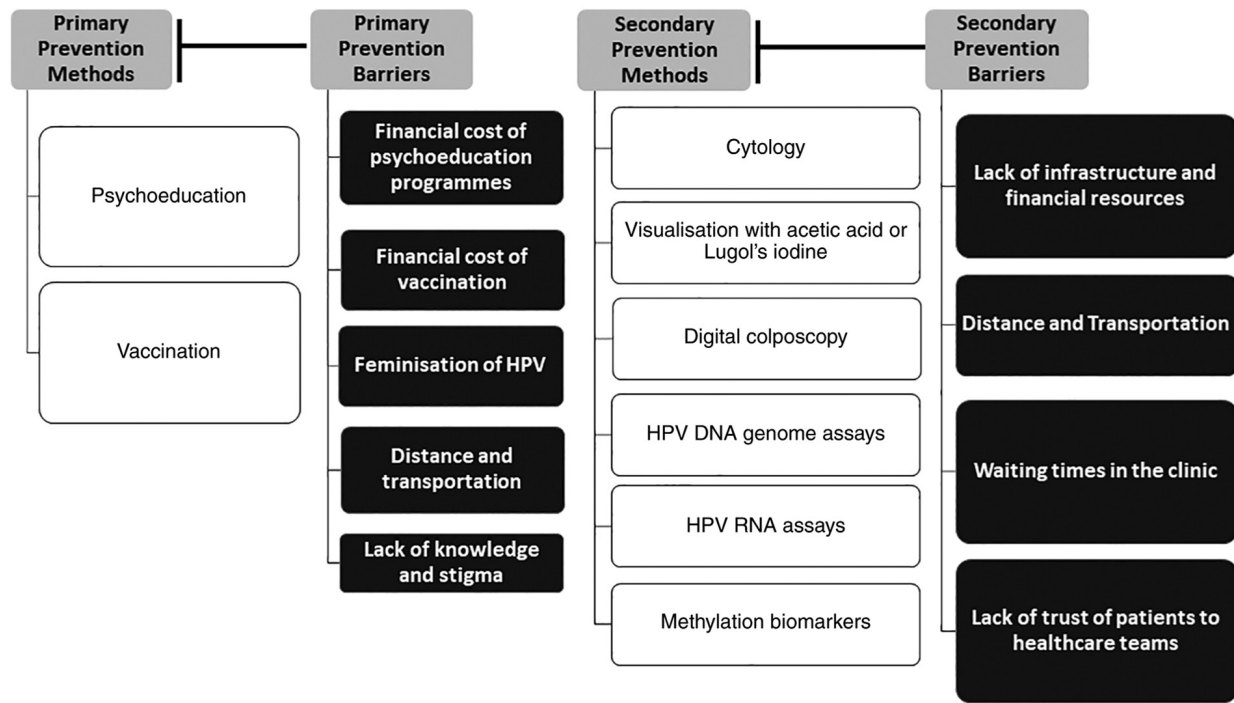 Primary
Prevention
Methods
Psychoeducation
Vaccination
Primary
Prevention
Barriers
Financial cost of
psychoeducation
programmes
Financial cost of
vaccination
Feminisation of HPV
Distance and
transportation
Lack of knowledge
and stigma
Secondary
Prevention
Methods
Cytology
Visualisation with acetic acid or
Lugol's iodine
Digital colposcopy
HPV DNA genome assays
HPV RNA assays
Methylation biomarkers
Secondary
Prevention
Barriers
Lack of infrastructure and
financial resources
Distance and Transportation
Waiting times in the clinic
Lack of trust of patients to
healthcare teams